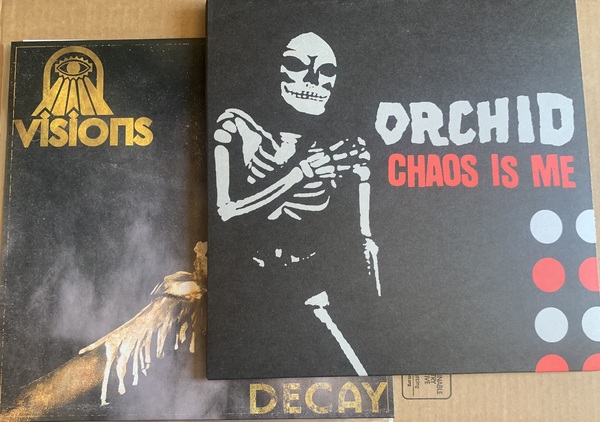 VISIONS
DECAY
ORCHID
CHAOS IS ME